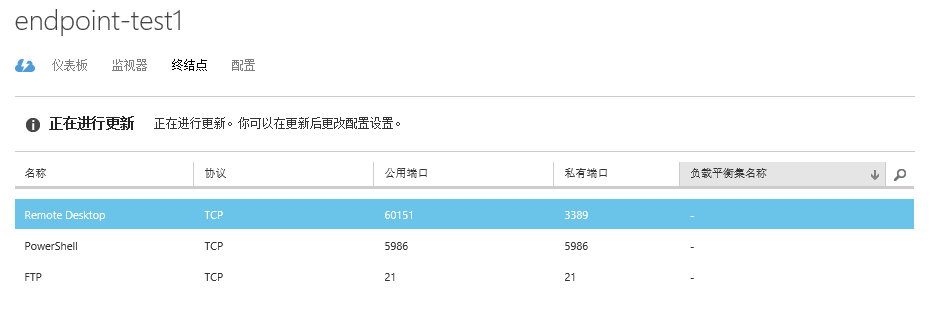 endpoint-test1
仪表板 监视器 终结点 配置
正在进行更新 正在进行更新。你可以在更新后更改配置设置。
名称 协议 公用端口 私有端口 负载平衡集名称
Remote Desktop TCP 60151 3389 -
PowerShell TCP 5986 5986 -
FTP TCP 21 21 -